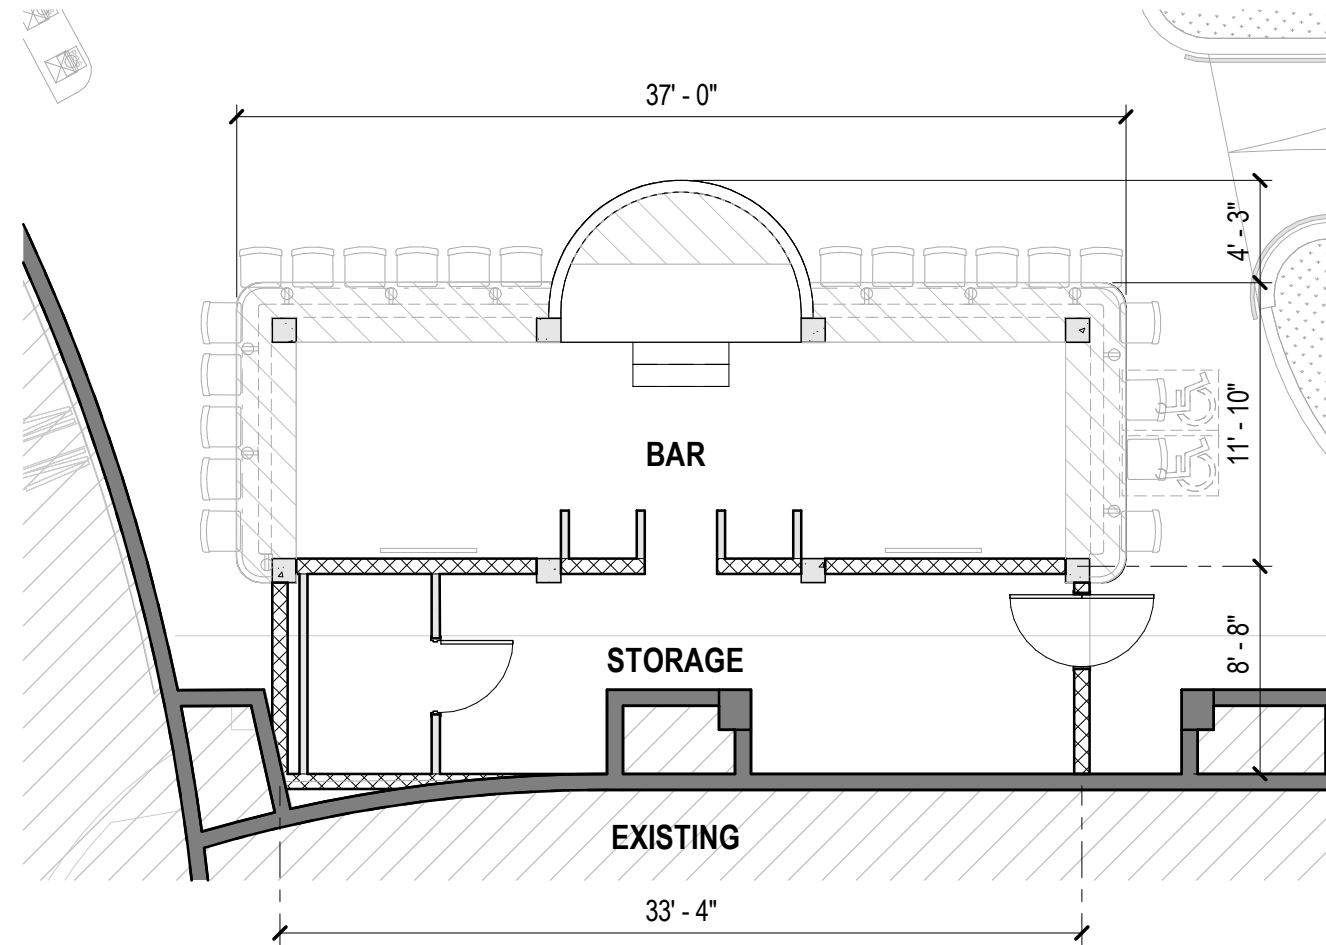 37' - 0"
4' - 3"
11' - 10"
BAR
8' - 8"
STORAGE
EXISTING
33' - 4"